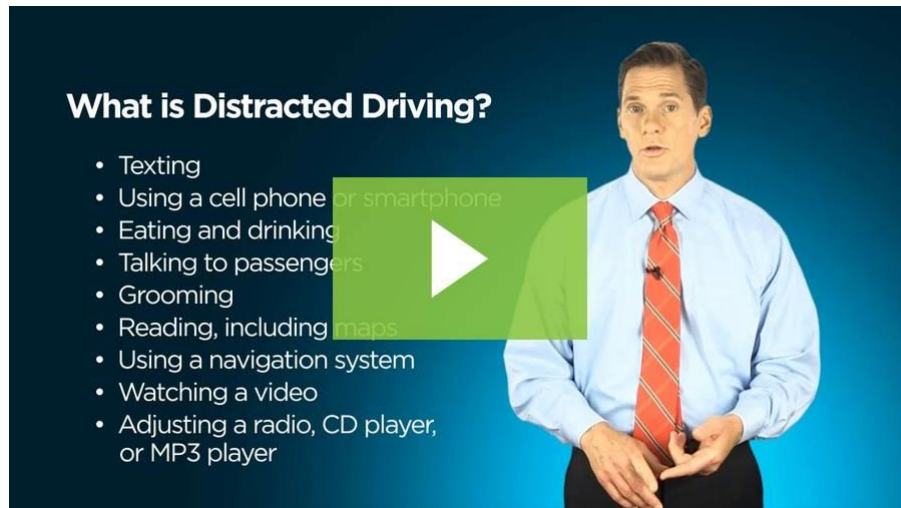 What is Distracted Driving?
• Texting
• Using a cell phone or smartphone
• Eating and drinking
• Talking to passengers
• Grooming
• Reading, including maps
• Using a navigation system
• Watching a video
• Adjusting a radio, CD player,
or MP3 player